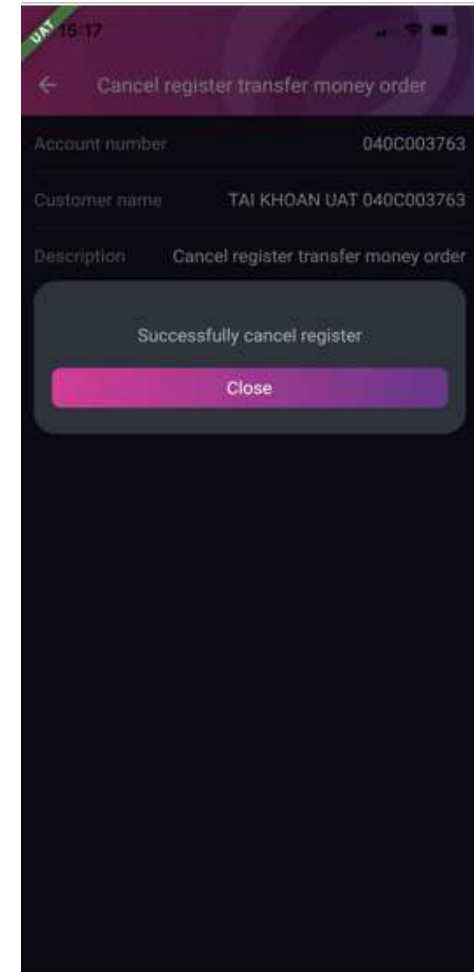 UAT 15:17
Cancel register transfer money order
Account number 040C003763
Customer name TAI KHOAN UAT 040C003763
Description Cancel register transfer money order
Successfully cancel register
Close